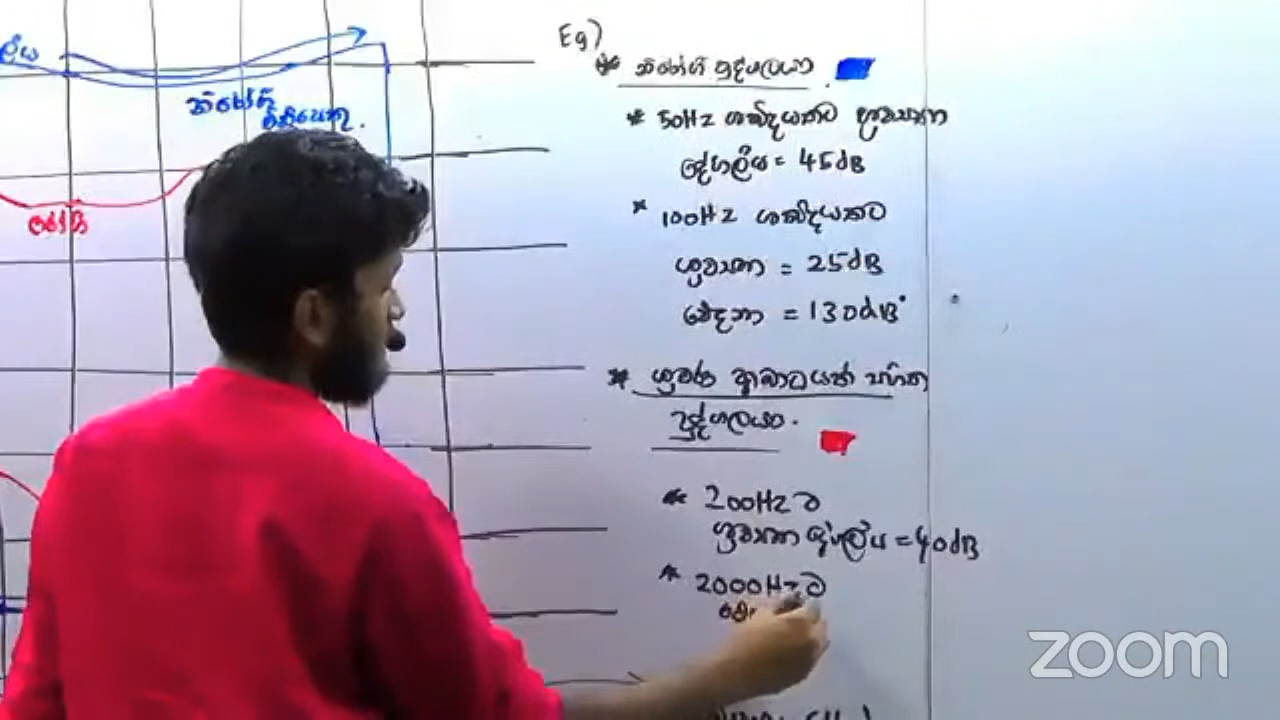 ලීය
නිරෝගී
රෝගී
Eg)
* නිරෝගී පුද්ගලයා
* 50Hz ශබ්දයකට ශ්‍රව්‍යතා
දේහලීය = 45dB
* 100Hz ශබ්දයකට
ශ්‍රව්‍යතා = 25dB
වේදනා = 130dB
* ශ්‍රවණ ආබාධයන් සහිත
පුද්ගලයා.
* 200Hz ට
ශ්‍රව්‍යතා දේහලීය = 40dB
* 2000Hz ට
zoom